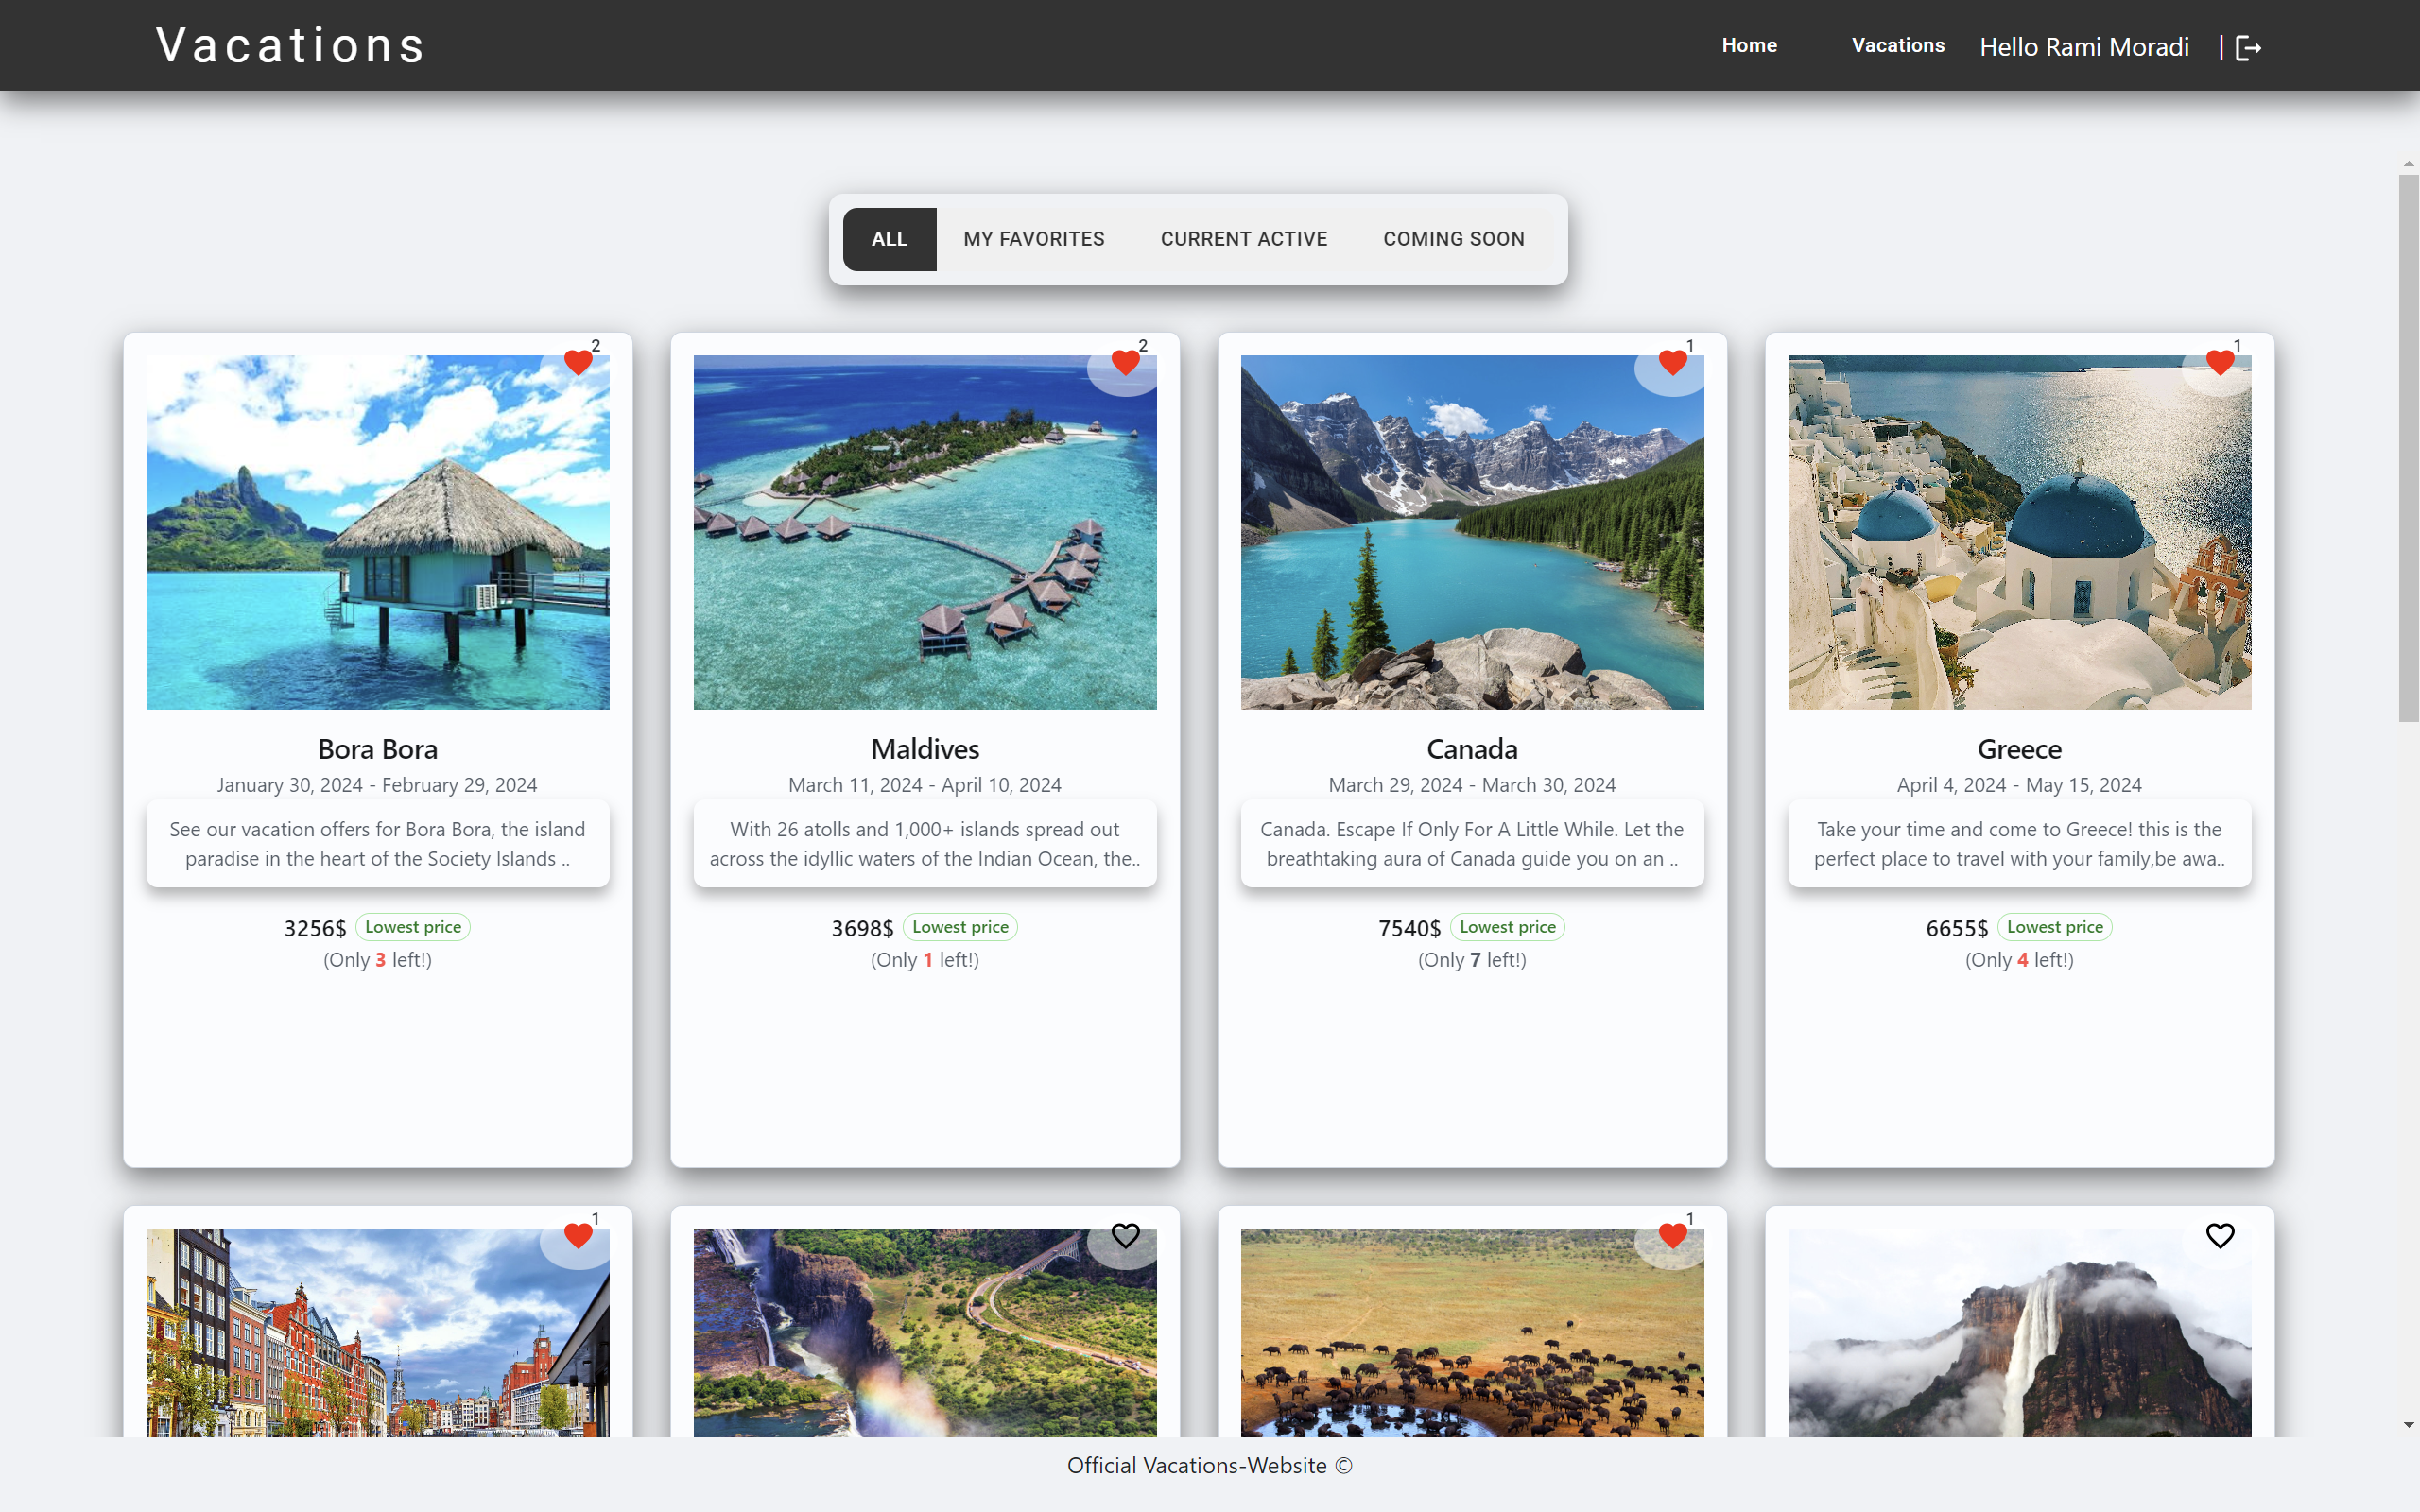 Vacations
Home
Vacations
Hello Rami Moradi
|
ALL
MY FAVORITES
CURRENT ACTIVE
COMING SOON
2
Bora Bora
January 30, 2024 - February 29, 2024
See our vacation offers for Bora Bora, the island
paradise in the heart of the Society Islands ..
3256$ Lowest price
(Only 3 left!)
2
Maldives
March 11, 2024 - April 10, 2024
With 26 atolls and 1,000+ islands spread out
across the idyllic waters of the Indian Ocean, the..
3698$ Lowest price
(Only 1 left!)
1
Canada
March 29, 2024 - March 30, 2024
Canada. Escape If Only For A Little While. Let the
breathtaking aura of Canada guide you on an ..
7540$ Lowest price
(Only 7 left!)
1
Greece
April 4, 2024 - May 15, 2024
Take your time and come to Greece! this is the
perfect place to travel with your family,be awa..
6655$ Lowest price
(Only 4 left!)
1
1
Official Vacations-Website ©